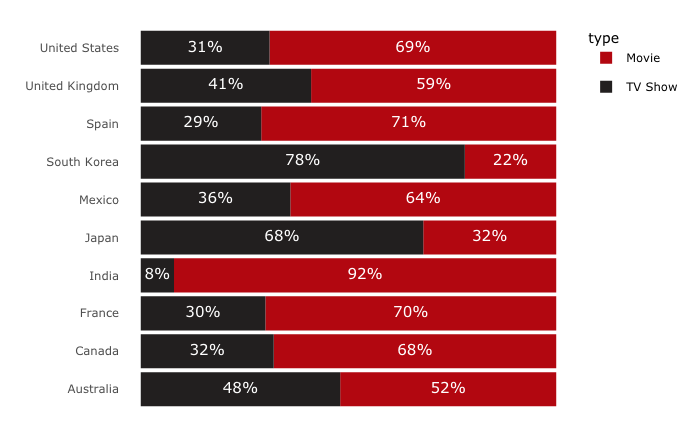 type
Movie
TV Show
United States 31% 69%
United Kingdom 41% 59%
Spain 29% 71%
South Korea 78% 22%
Mexico 36% 64%
Japan 68% 32%
India 8% 92%
France 30% 70%
Canada 32% 68%
Australia 48% 52%